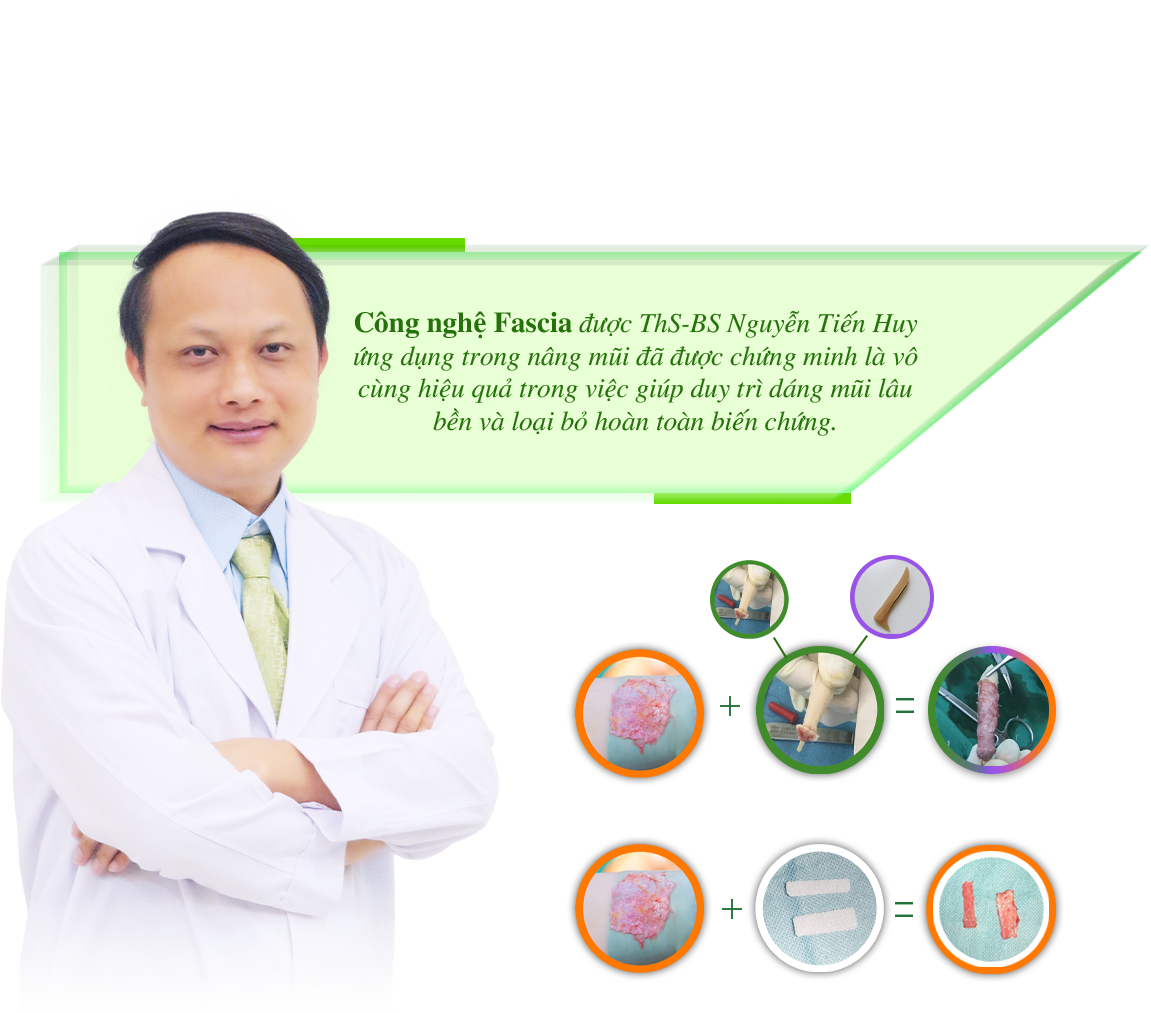 Công nghệ Fascia được ThS-BS Nguyễn Tiến Huy
ứng dụng trong nâng mũi đã được chứng minh là vô
cùng hiệu quả trong việc giúp duy trì dáng mũi lâu
bền và loại bỏ hoàn toàn biến chứng.
+ =
+ =